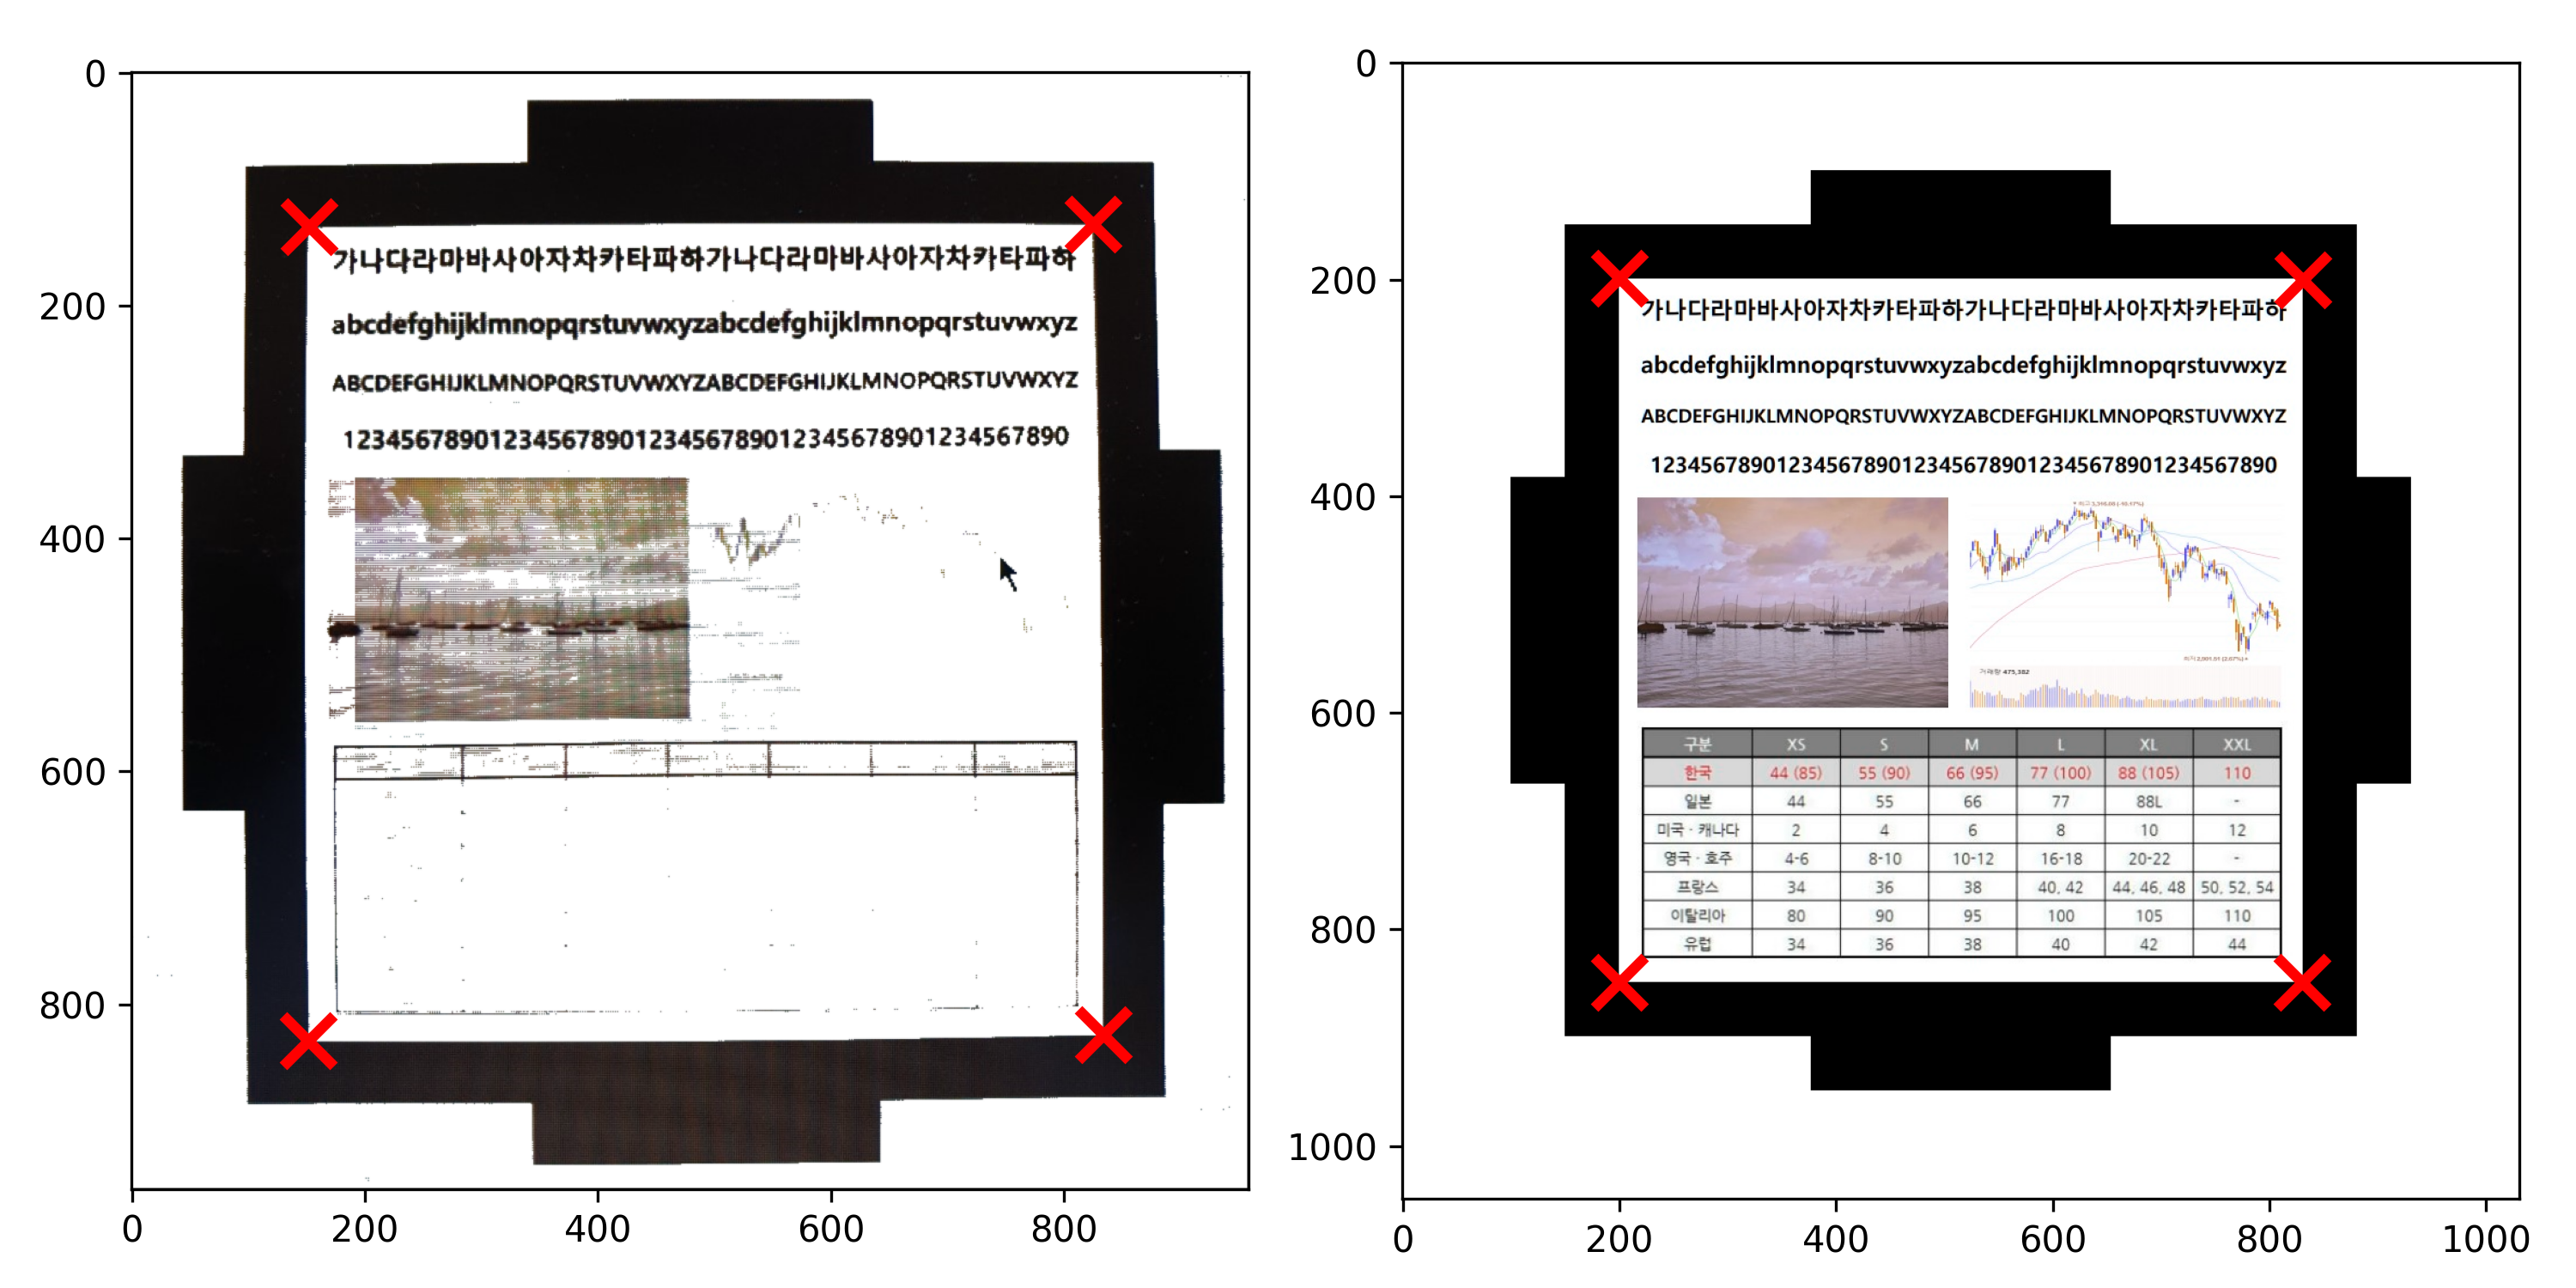 0
200
400
600
800
0 200 400 600 800
가나다라마바사아자차카타파하가나다라마바사아자차카타파하
abcdefghijklmnopqrstuvwxyzabcdefghijklmnopqrstuvwxyz
ABCDEFGHIJKLMNOPQRSTUVWXYZABCDEFGHIJKLMNOPQRSTUVWXYZ
12345678901234567890123456789012345678901234567890
0
200
400
600
800
1000
0 200 400 600 800 1000
가나다라마바사아자차카타파하가나다라마바사아자차카타파하
abcdefghijklmnopqrstuvwxyzabcdefghijklmnopqrstuvwxyz
ABCDEFGHIJKLMNOPQRSTUVWXYZABCDEFGHIJKLMNOPQRSTUVWXYZ
12345678901234567890123456789012345678901234567890
거래량 475,382
구분 XS S M L XL XXL
한국 44 (85) 55 (90) 66 (95) 77 (100) 88 (105) 110
일본 44 55 66 77 88L -
미국 · 캐나다 2 4 6 8 10 12
영국 · 호주 4-6 8-10 10-12 16-18 20-22 -
프랑스 34 36 38 40, 42 44, 46, 48 50, 52, 54
이탈리아 80 90 95 100 105 110
유럽 34 36 38 40 42 44